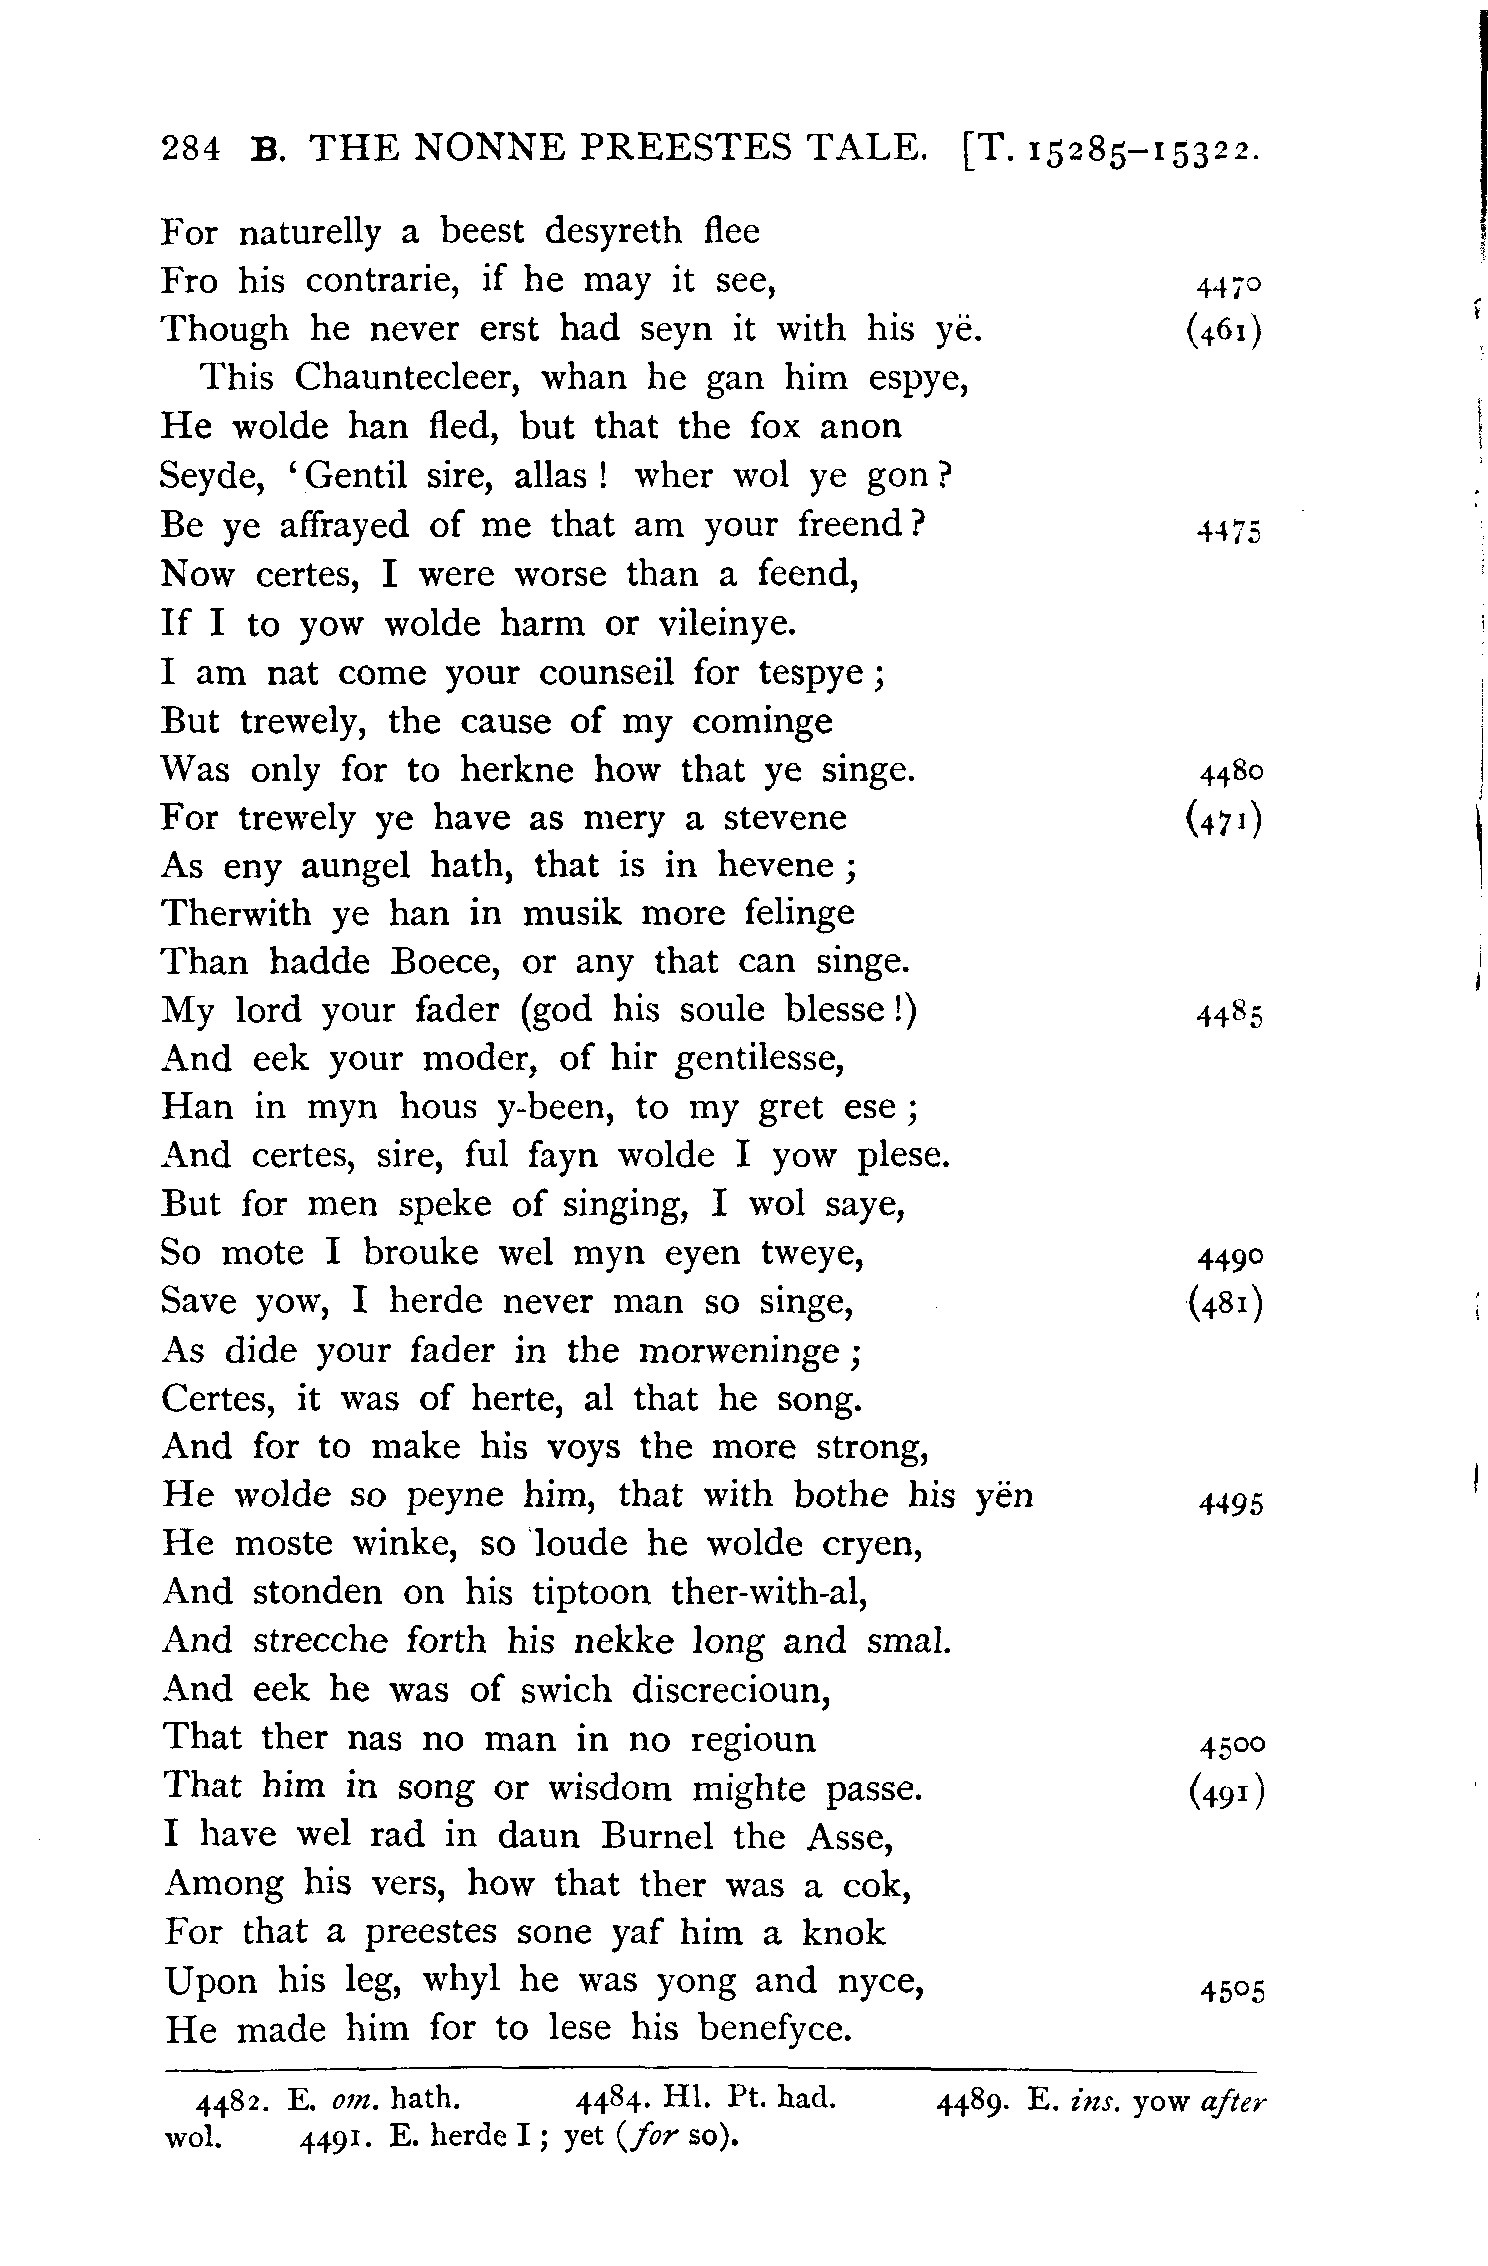 284 B. THE NONNE PREESTES TALE. [T. 15285–15322.
For naturelly a beest desyreth flee
Fro his contrarie, if he may it see, 4470
Though he never erst had seyn it with his yë. (461)
This Chauntecleer, whan he gan him espye,
He wolde han fled, but that the fox anon
Seyde, ‘Gentil sire, allas! wher wol ye gon?
Be ye affrayed of me that am your freend? 4475
Now certes, I were worse than a feend,
If I to yow wolde harm or vileinye.
I am nat come your counseil for tespye;
But trewely, the cause of my cominge
Was only for to herkne how that ye singe. 4480
For trewely ye have as mery a stevene (471)
As eny aungel hath, that is in hevene;
Therwith ye han in musik more felinge
Than hadde Boece, or any that can singe.
My lord your fader (god his soule blesse!) 4485
And eek your moder, of hir gentilesse,
Han in myn hous y-been, to my gret ese;
And certes, sire, ful fayn wolde I yow plese.
But for men speke of singing, I wol saye,
So mote I brouke wel myn eyen tweye, 4490
Save yow, I herde never man so singe, (481)
As dide your fader in the morweninge;
Certes, it was of herte, al that he song.
And for to make his voys the more strong,
He wolde so peyne him, that with bothe his yën 4495
He moste winke, so loude he wolde cryen,
And stonden on his tiptoon ther-with-al,
And strecche forth his nekke long and smal.
And eek he was of swich discrecioun,
That ther nas no man in no regioun 4500
That him in song or wisdom mighte passe. (491)
I have wel rad in daun Burnel the Asse,
Among his vers, how that ther was a cok,
For that a preestes sone yaf him a knok
Upon his leg, whyl he was yong and nyce, 4505
He made him for to lese his benefyce.
4482. E. om. hath. 4484. Hl. Pt. had. 4489. E. ins. yow after
wol. 4491. E. herde I; yet (for so).